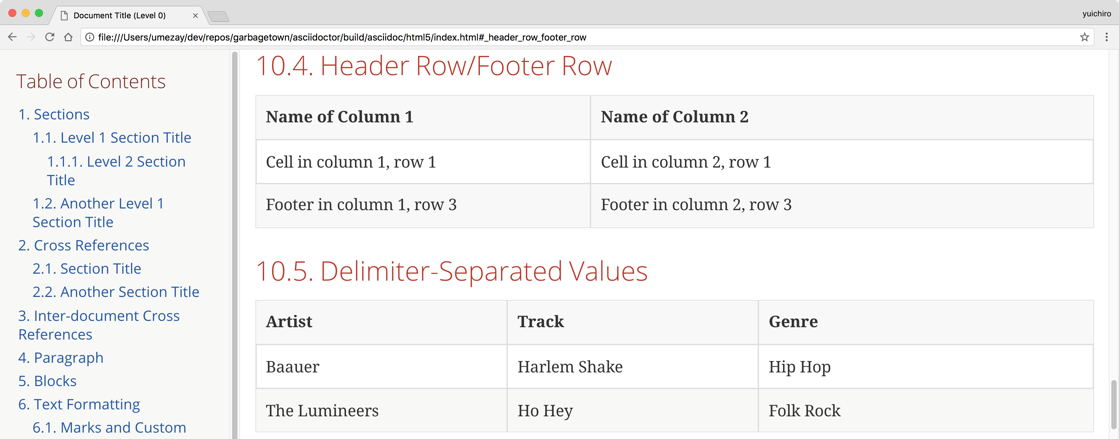 Document Title (Level 0)
yuichiro
file:///Users/umezay/dev/repos/garbagetown/asciidoctor/build/asciidoc/html5/index.html#_header_row_footer_row
Table of Contents
1. Sections
1.1. Level 1 Section Title
1.1.1. Level 2 Section
Title
1.2. Another Level 1
Section Title
2. Cross References
2.1. Section Title
2.2. Another Section Title
3. Inter-document Cross
References
4. Paragraph
5. Blocks
6. Text Formatting
6.1. Marks and Custom
10.4. Header Row/Footer Row
Name of Column 1 Name of Column 2
Cell in column 1, row 1 Cell in column 2, row 1
Footer in column 1, row 3 Footer in column 2, row 3
10.5. Delimiter-Separated Values
Artist Track Genre
Baauer Harlem Shake Hip Hop
The Lumineers Ho Hey Folk Rock